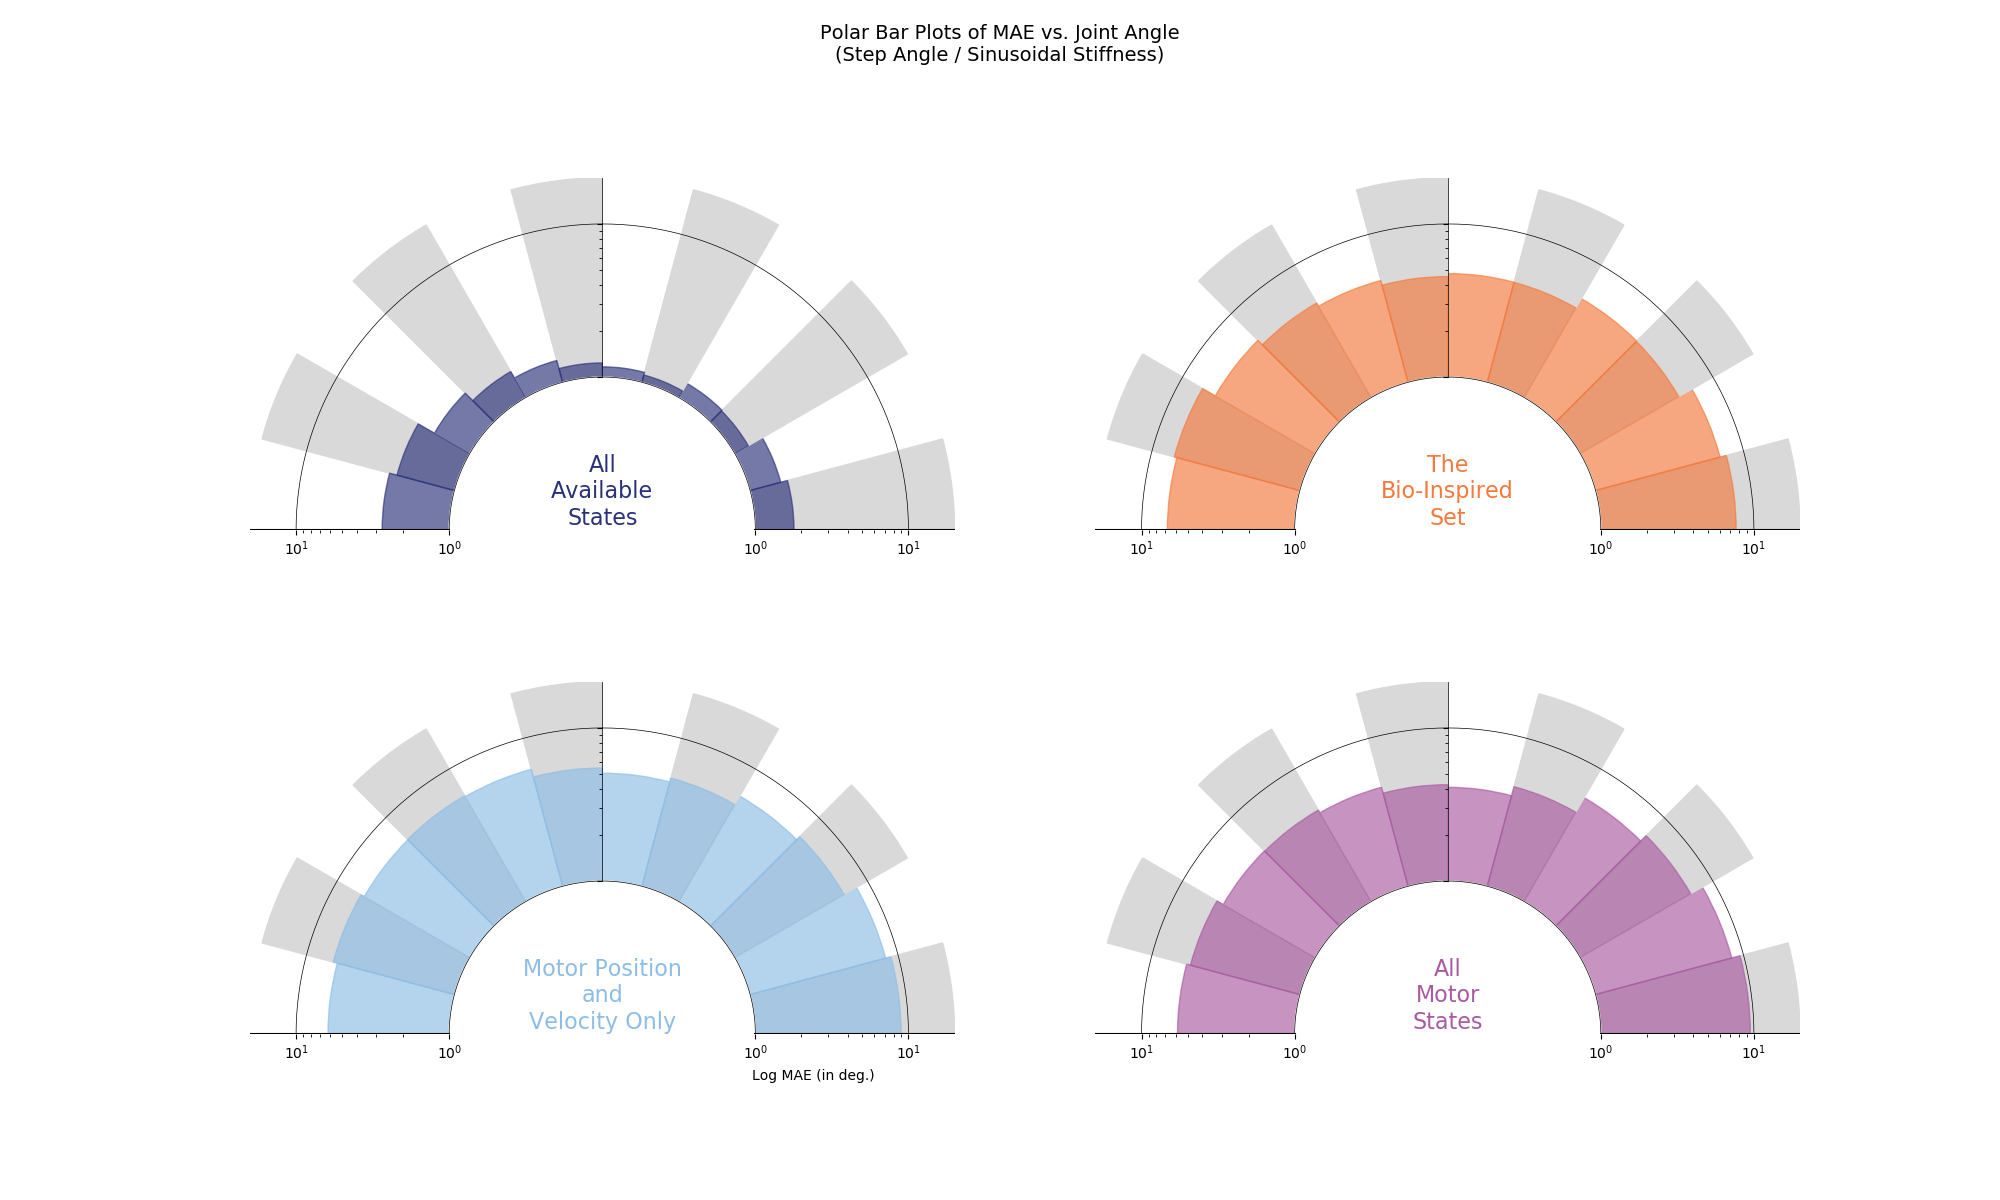 Polar Bar Plots of MAE vs. Joint Angle
(Step Angle / Sinusoidal Stiffness)
All
Available
States
10¹ 10⁰ 10⁰ 10¹
The
Bio-Inspired
Set
10¹ 10⁰ 10⁰ 10¹
Motor Position
and
Velocity Only
10¹ 10⁰ 10⁰ 10¹
Log MAE (in deg.)
All
Motor
States
10¹ 10⁰ 10⁰ 10¹